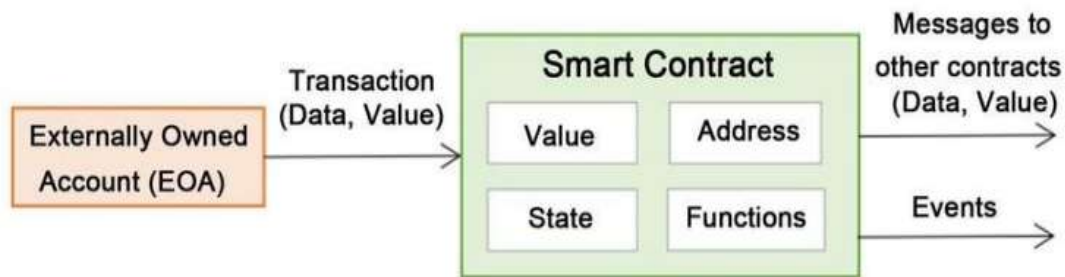 Externally Owned
Account (EOA)
Transaction
(Data, Value)
Smart Contract
Value
Address
State
Functions
Messages to
other contracts
(Data, Value)
Events